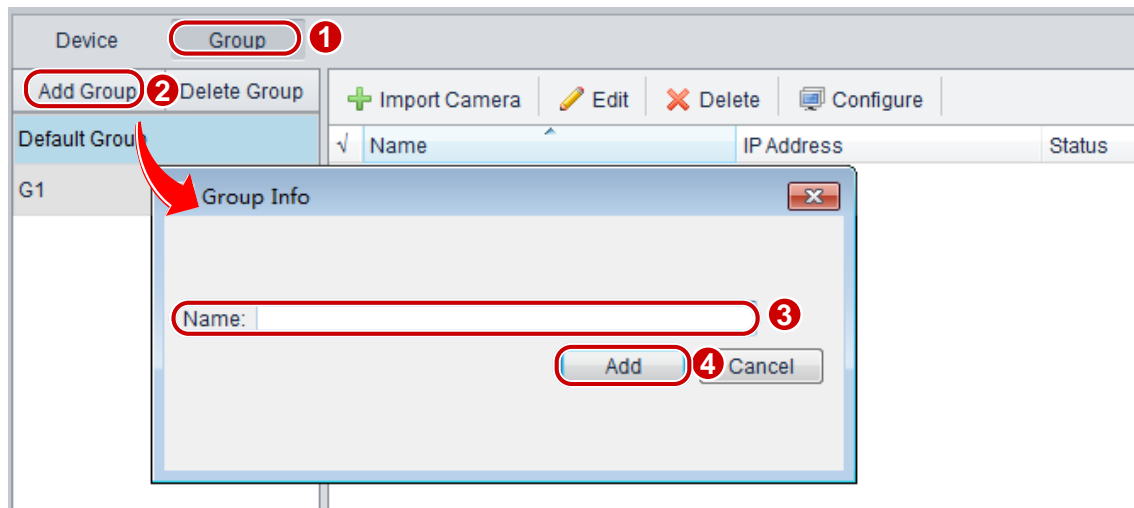 Device Group 1
Add Group 2 Delete Group
Import Camera Edit Delete Configure
Default Group
√ Name IP Address Status
G1
Group Info
Name: 3
Add 4 Cancel